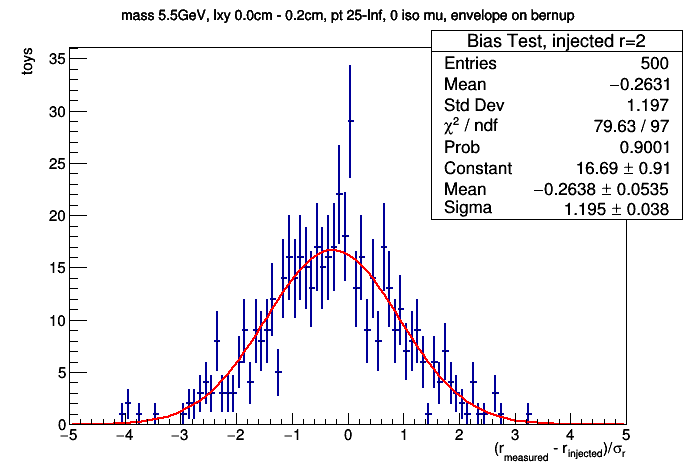 mass 5.5GeV, lxy 0.0cm - 0.2cm, pt 25-Inf, 0 iso mu, envelope on bernup
Bias Test, injected r=2
Entries 500
Mean −0.2631
Std Dev 1.197
χ² / ndf 79.63 / 97
Prob 0.9001
Constant 16.69 ± 0.91
Mean −0.2638 ± 0.0535
Sigma 1.195 ± 0.038
toys
35
30
25
20
15
10
5
0
−5 −4 −3 −2 −1 0 1 2 3 4 5
(r_measured - r_injected)/σ_r